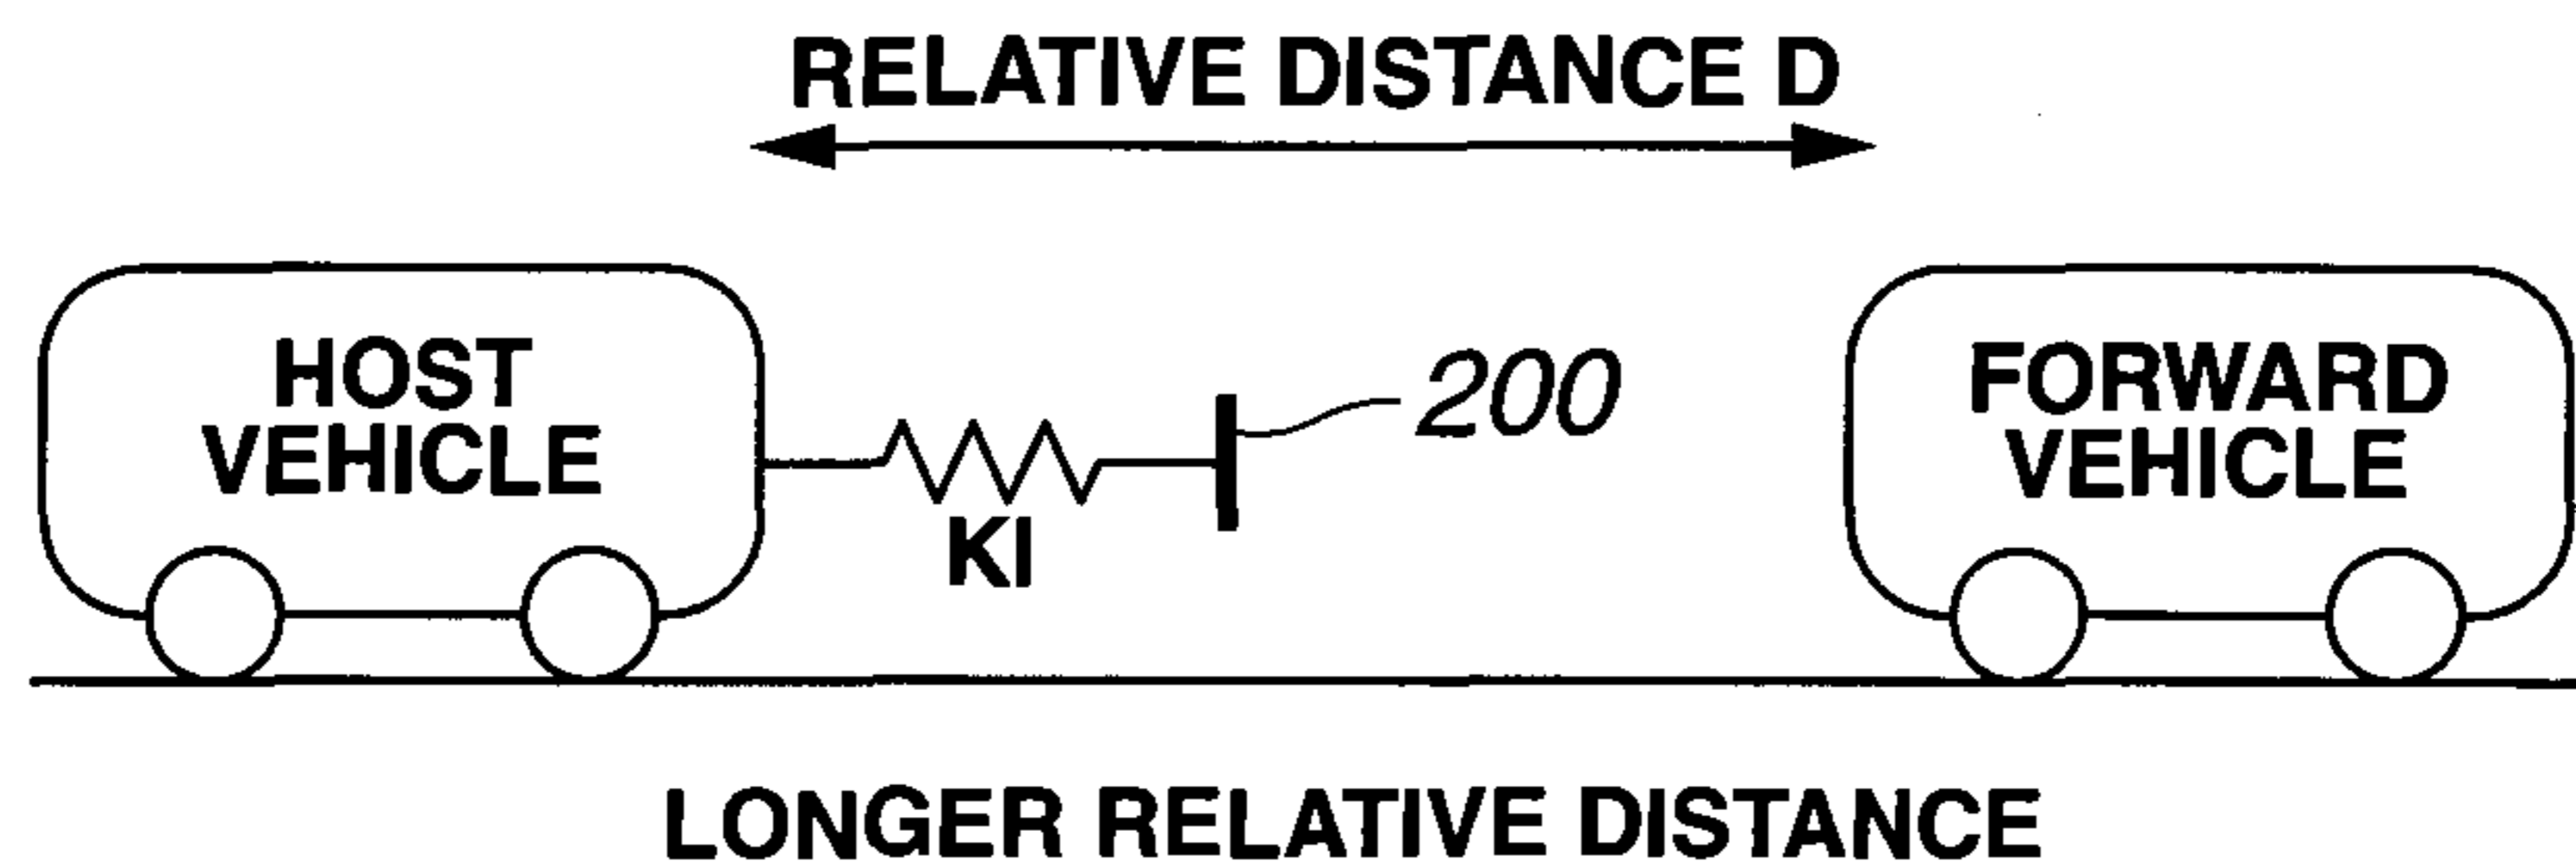 RELATIVE DISTANCE D
HOST
VEHICLE
KI
200
FORWARD
VEHICLE
LONGER RELATIVE DISTANCE